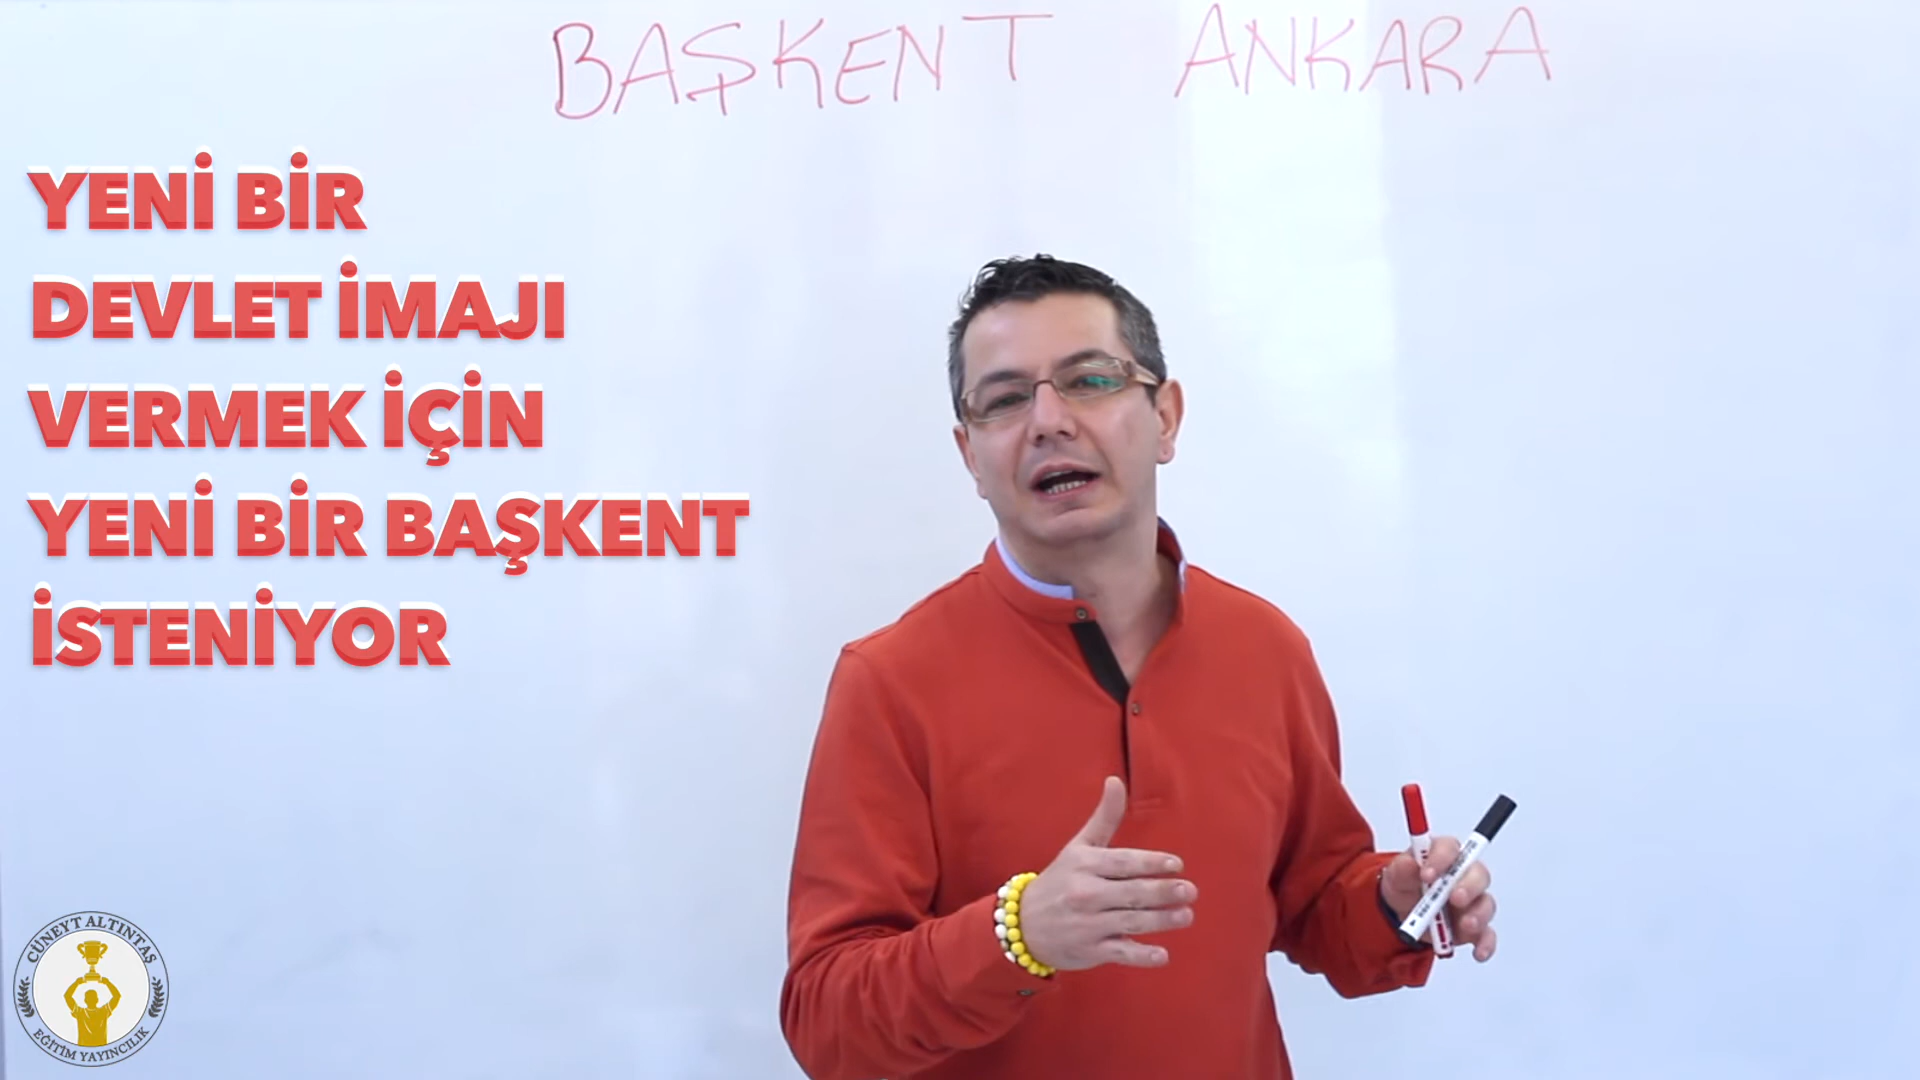 BAŞKENT ANKARA
YENİ BİR
DEVLET İMAJI
VERMEK İÇİN
YENİ BİR BAŞKENT
İSTENİYOR
CÜNEYT ALTINTAŞ
EĞİTİM YAYINCILIK